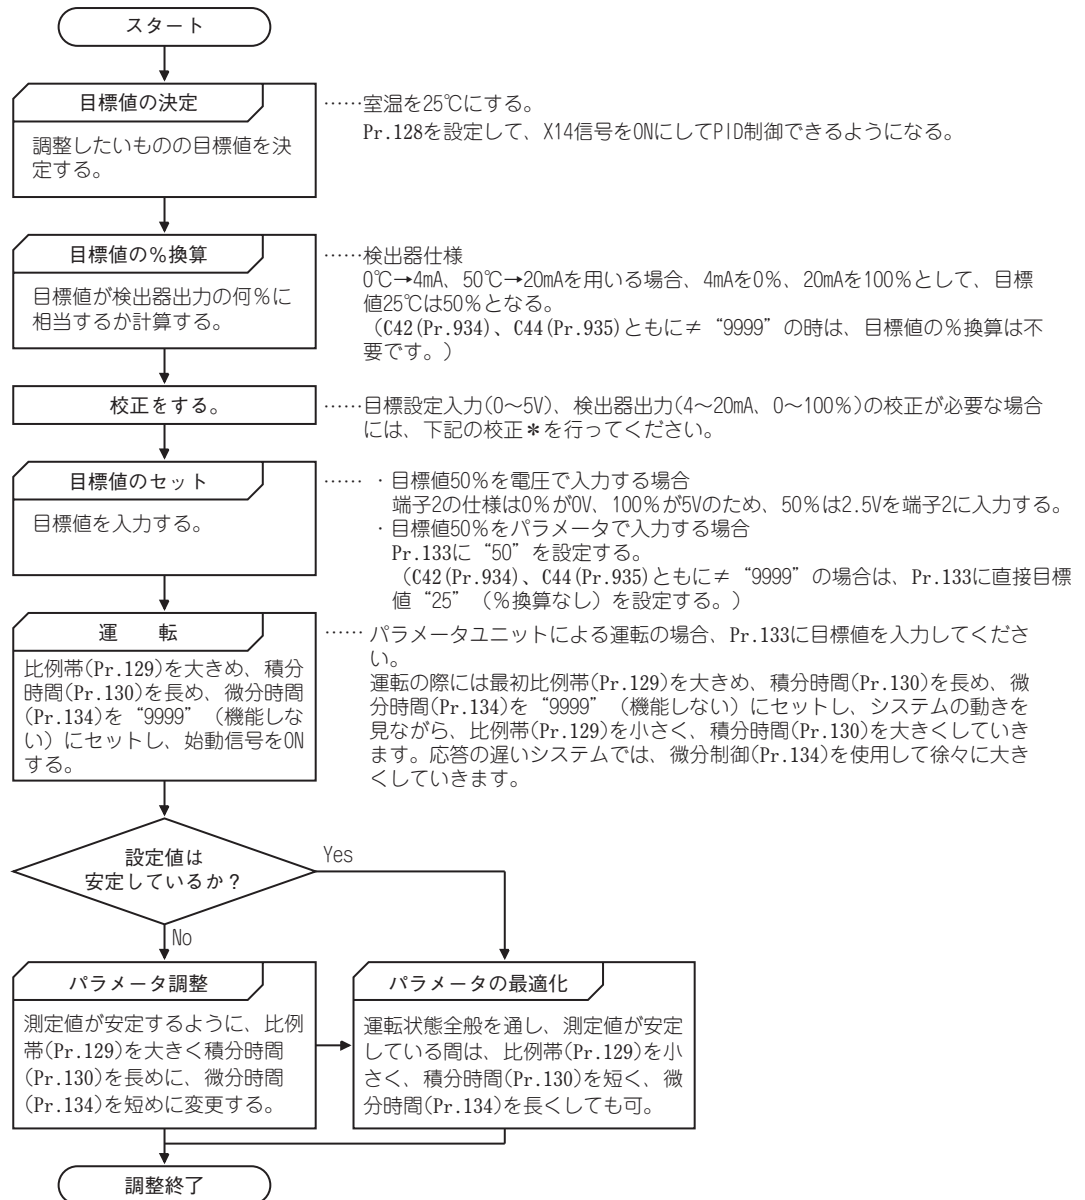 スタート
目標値の決定
調整したいものの目標値を決
定する。
……室温を25℃にする。
Pr.128を設定して、X14信号をONにしてPID制御できるようになる。
目標値の％換算
目標値が検出器出力の何％に
相当するか計算する。
……検出器仕様
0℃→4mA、50℃→20mAを用いる場合、4mAを0％、20mAを100％として、目標
値25℃は50％となる。
（C42(Pr.934)、C44(Pr.935)ともに≠“9999”の時は、目標値の％換算は不
要です。）
校正をする。
……目標設定入力(0～5V)、検出器出力(4～20mA、0～100％)の校正が必要な場合
には、下記の校正＊を行ってください。
目標値のセット
目標値を入力する。
……・目標値50％を電圧で入力する場合
端子2の仕様は0％が0V、100％が5Vのため、50％は2.5Vを端子2に入力する。
・目標値50％をパラメータで入力する場合
Pr.133に“50”を設定する。
（C42(Pr.934)、C44(Pr.935)ともに≠“9999”の場合は、Pr.133に直接目標
値“25”（％換算なし）を設定する。）
運　転
比例帯(Pr.129)を大きめ、積分
時間(Pr.130)を長め、微分時間
(Pr.134)を“9999”（機能しな
い）にセットし、始動信号をON
する。
……パラメータユニットによる運転の場合、Pr.133に目標値を入力してくださ
い。
運転の際には最初比例帯(Pr.129)を大きめ、積分時間(Pr.130)を長め、微
分時間(Pr.134)を“9999”（機能しない）にセットし、システムの動きを
見ながら、比例帯(Pr.129)を小さく、積分時間(Pr.130)を大きくしていき
ます。応答の遅いシステムでは、微分制御(Pr.134)を使用して徐々に大き
くしていきます。
設定値は
安定しているか？
Yes
No
パラメータ調整
測定値が安定するように、比例
帯(Pr.129)を大きく積分時間
(Pr.130)を長めに、微分時間
(Pr.134)を短めに変更する。
パラメータの最適化
運転状態全般を通し、測定値が安定
している間は、比例帯(Pr.129)を小
さく、積分時間(Pr.130)を短く、微
分時間(Pr.134)を長くしても可。
調整終了